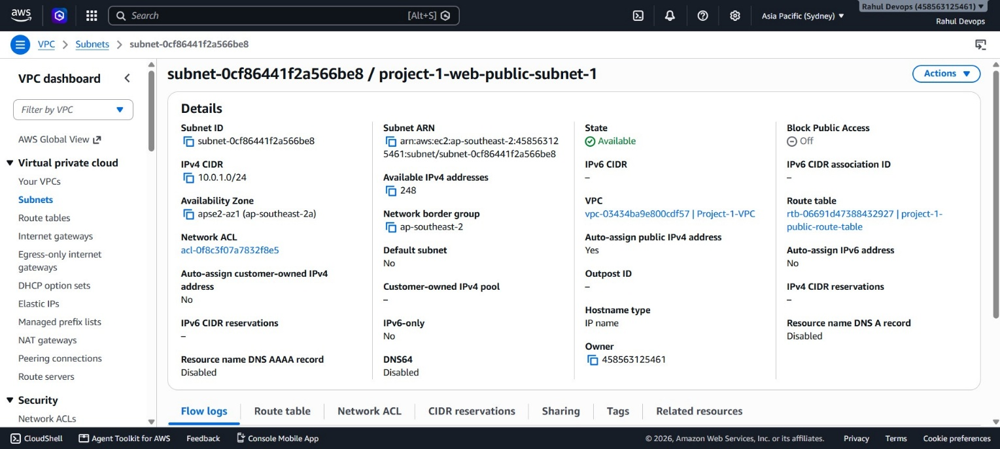 aws
Search [Alt+S]
Asia Pacific (Sydney)
Rahul Devops (458563125461)
Rahul Devops
VPC
Subnets
subnet-0cf86441f2a566be8
VPC dashboard
Filter by VPC
AWS Global View
Virtual private cloud
Your VPCs
Subnets
Route tables
Internet gateways
Egress-only internet
gateways
DHCP option sets
Elastic IPs
Managed prefix lists
NAT gateways
Peering connections
Route servers
Security
Network ACLs
subnet-0cf86441f2a566be8 / project-1-web-public-subnet-1
Actions
Details
Subnet ID
subnet-0cf86441f2a566be8
IPv4 CIDR
10.0.1.0/24
Availability Zone
apse2-az1 (ap-southeast-2a)
Network ACL
acl-0f8c3f07a7832f8e5
Auto-assign customer-owned IPv4
address
No
IPv6 CIDR reservations
–
Resource name DNS AAAA record
Disabled
Subnet ARN
arn:aws:ec2:ap-southeast-2:45856312
5461:subnet/subnet-0cf86441f2a566be8
Available IPv4 addresses
248
Network border group
ap-southeast-2
Default subnet
No
Customer-owned IPv4 pool
–
IPv6-only
No
DNS64
Disabled
State
Available
IPv6 CIDR
–
VPC
vpc-03434ba9e800cdf57 | Project-1-VPC
Auto-assign public IPv4 address
Yes
Outpost ID
–
Hostname type
IP name
Owner
458563125461
Block Public Access
Off
IPv6 CIDR association ID
–
Route table
rtb-06691d47388432927 | project-1-
public-route-table
Auto-assign IPv6 address
No
IPv4 CIDR reservations
–
Resource name DNS A record
Disabled
Flow logs
Route table
Network ACL
CIDR reservations
Sharing
Tags
Related resources
CloudShell
Agent Toolkit for AWS
Feedback
Console Mobile App
© 2026, Amazon Web Services, Inc. or its affiliates.
Privacy
Terms
Cookie preferences